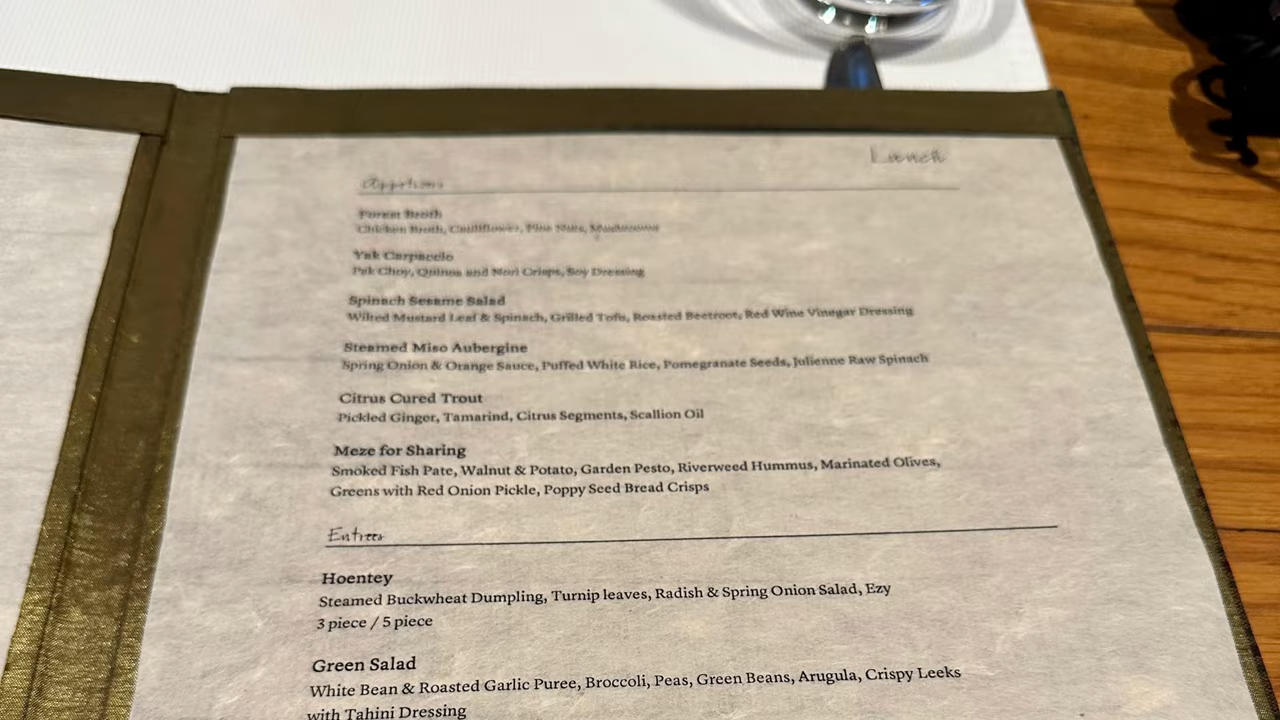 Lunch
Forest Broth
Chicken Broth, Cauliflower, Pine Nuts, Mushrooms
Yak Carpaccio
Pak Choy, Quinoa and Nori Crisps, Soy Dressing
Spinach Sesame Salad
Wilted Mustard Leaf & Spinach, Grilled Tofu, Roasted Beetroot, Red Wine Vinegar Dressing
Steamed Miso Aubergine
Spring Onion & Orange Sauce, Puffed White Rice, Pomegranate Seeds, Julienne Raw Spinach
Citrus Cured Trout
Pickled Ginger, Tamarind, Citrus Segments, Scallion Oil
Meze for Sharing
Smoked Fish Pate, Walnut & Potato, Garden Pesto, Riverweed Hummus, Marinated Olives,
Greens with Red Onion Pickle, Poppy Seed Bread Crisps
Entrees
Hoentey
Steamed Buckwheat Dumpling, Turnip leaves, Radish & Spring Onion Salad, Ezy
3 piece / 5 piece
Green Salad
White Bean & Roasted Garlic Puree, Broccoli, Peas, Green Beans, Arugula, Crispy Leeks
with Tahini Dressing